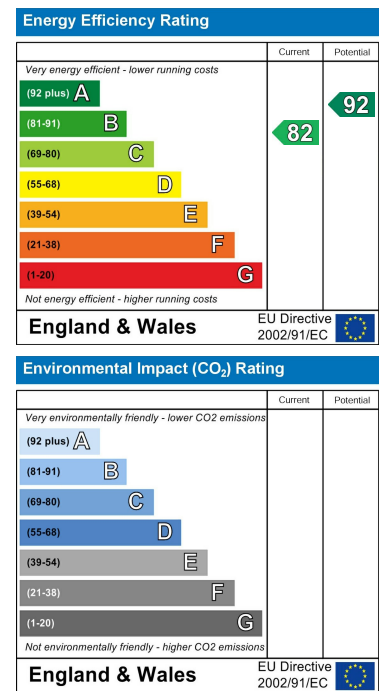 Energy Efficiency Rating
Current Potential
Very energy efficient - lower running costs
(92 plus) A
(81-91) B
(69-80) C
(55-68) D
(39-54) E
(21-38) F
(1-20) G
82
92
Not energy efficient - higher running costs
England & Wales
EU Directive
2002/91/EC
Environmental Impact (CO₂) Rating
Current Potential
Very environmentally friendly - lower CO2 emissions
(92 plus) A
(81-91) B
(69-80) C
(55-68) D
(39-54) E
(21-38) F
(1-20) G
Not environmentally friendly - higher CO2 emissions
England & Wales
EU Directive
2002/91/EC